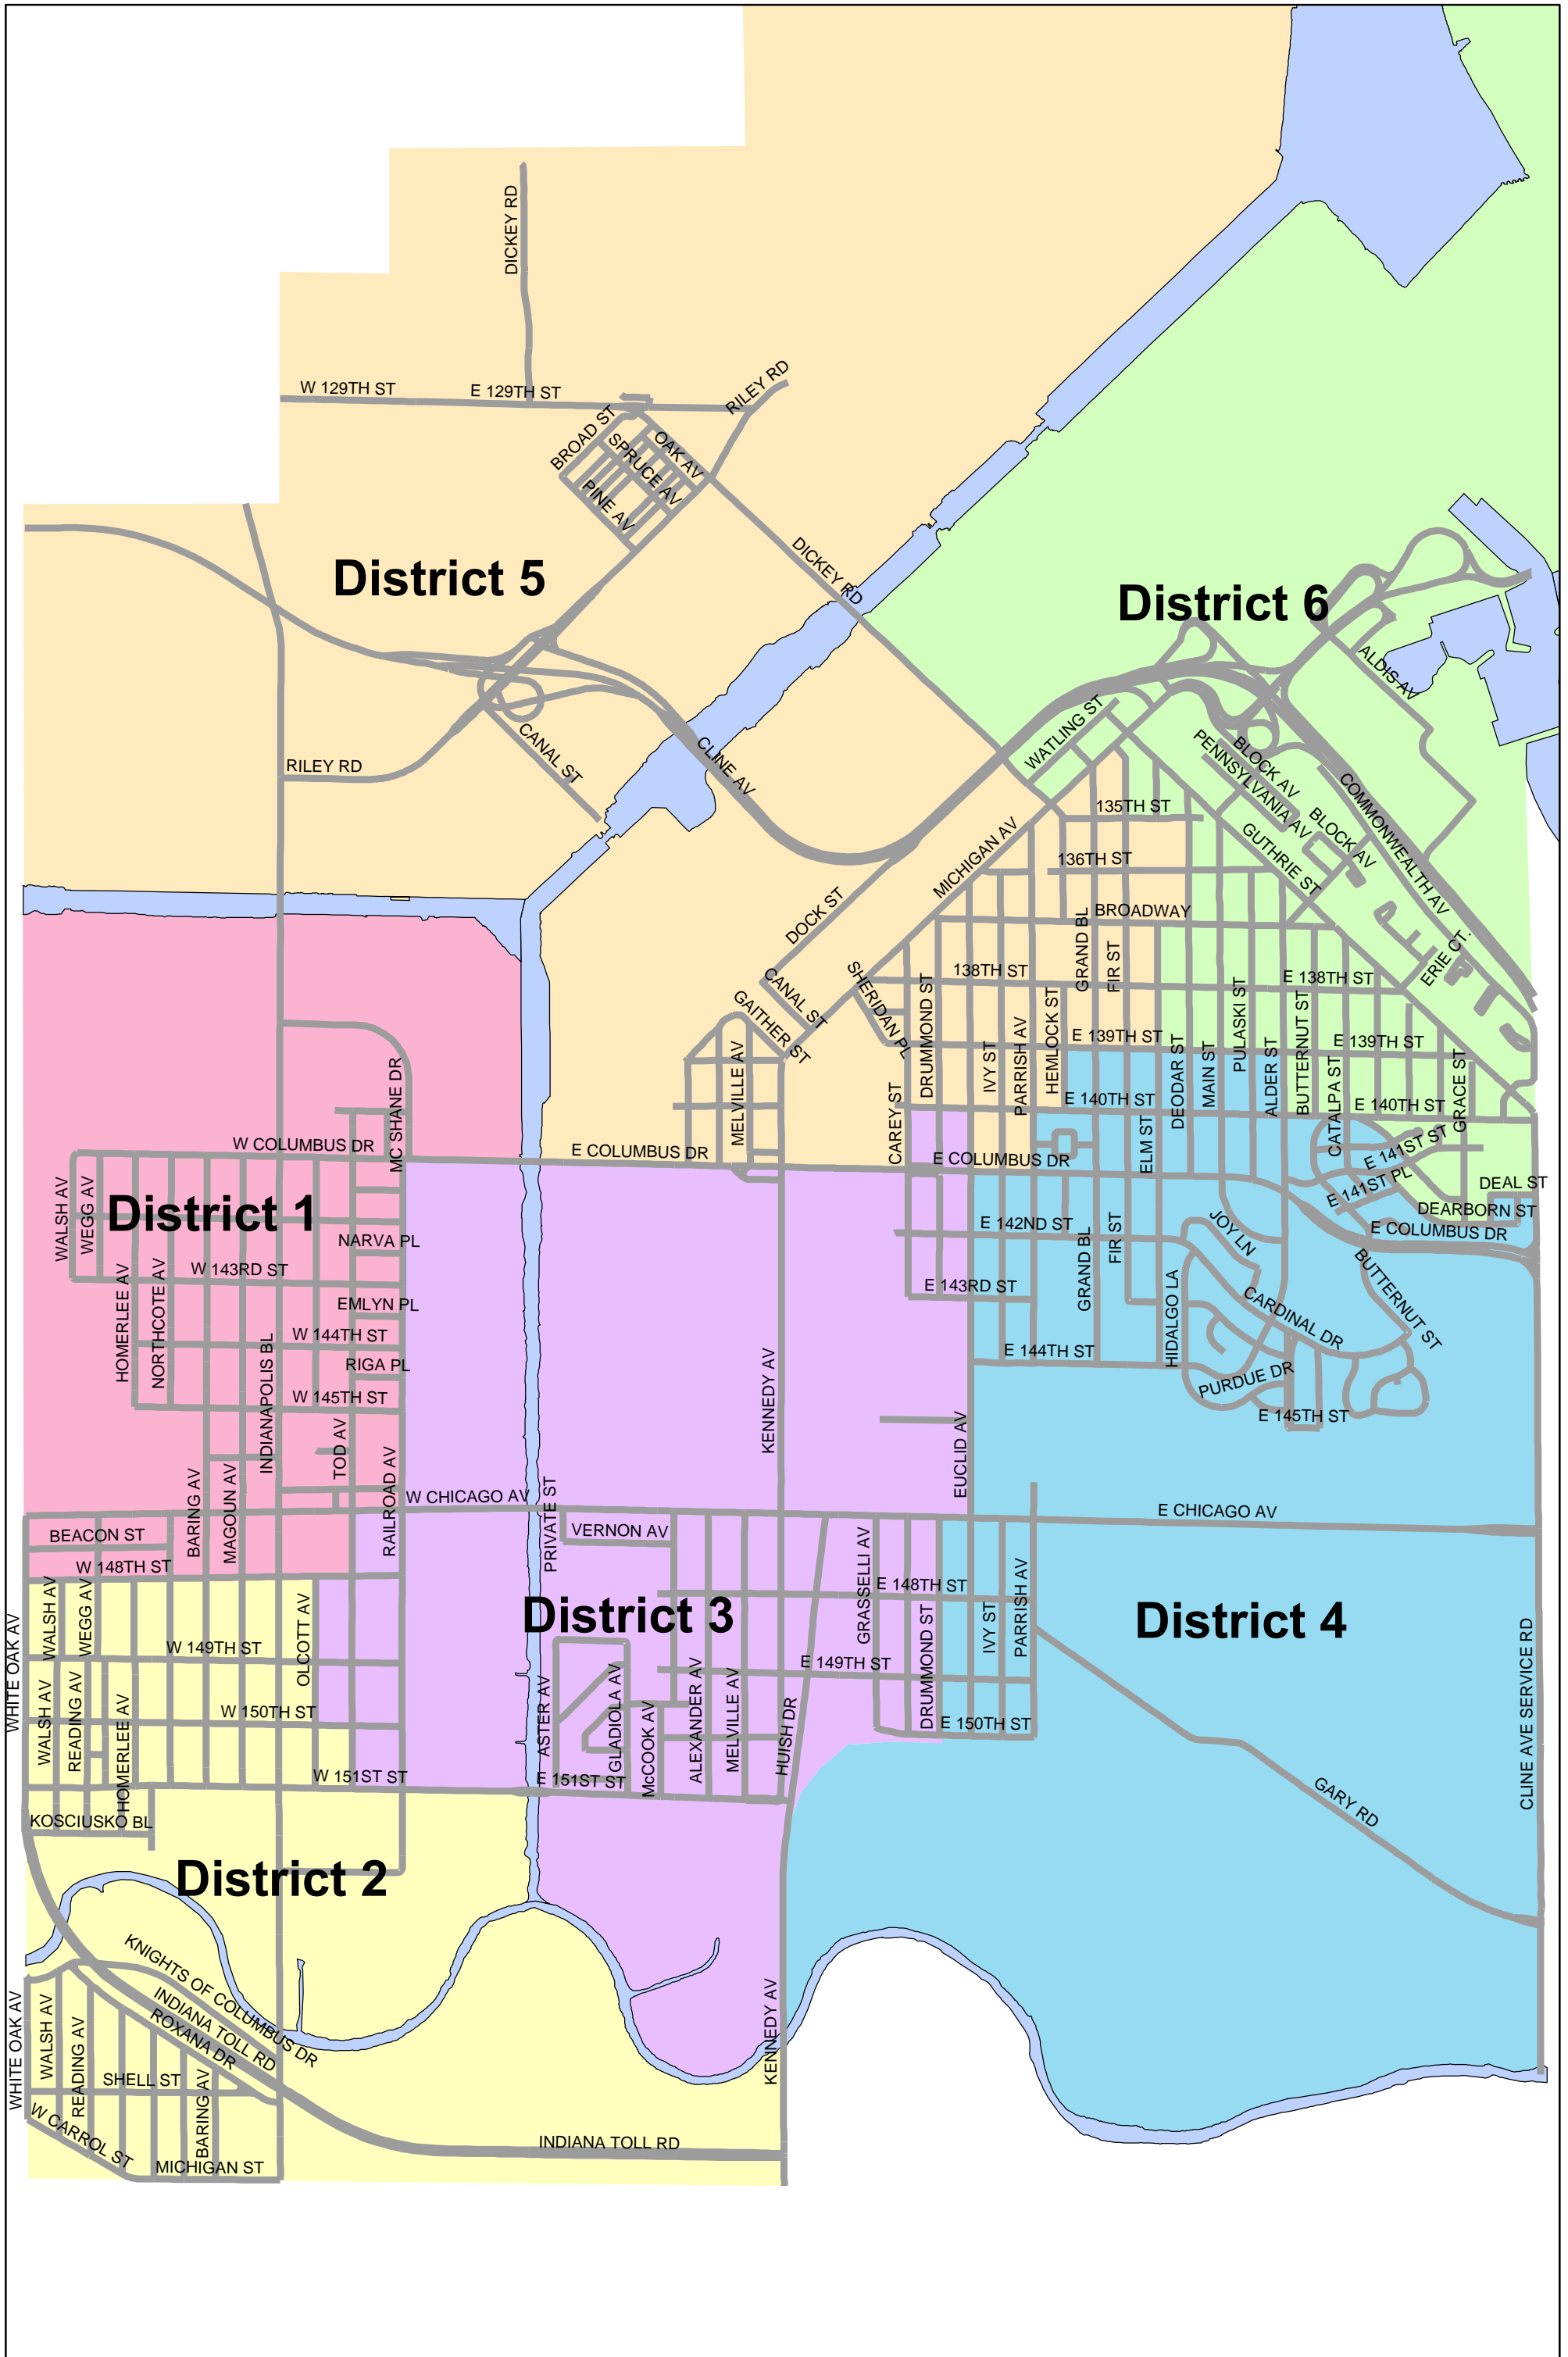 DICKEY RD
W 129TH ST
E 129TH ST
RILEY RD
BROAD ST
SPRUCE AV
OAK AV
PINE AV
District 5
DICKEY RD
District 6
ALDIS AV
WATLING ST
CLINE AV
CANAL ST
RILEY RD
PENNSYLVANIA AV
BLOCK AV
BLOCK AV
COMMONWEALTH AV
135TH ST
GUTHRIE ST
MICHIGAN AV
136TH ST
DOCK ST
BROADWAY
GRAND BL
FIR ST
ERIE CT.
SHERIDAN PL
138TH ST
E 138TH ST
CANAL ST
GAITHER ST
DRUMMOND ST
IVY ST
PARRISH AV
HEMLOCK ST
E 139TH ST
DEODAR ST
MAIN ST
PULASKI ST
ALDER ST
BUTTERNUT ST
CATALPA ST
E 139TH ST
GRACE ST
MELVILLE AV
MC SHANE DR
CAREY ST
E 140TH ST
E 140TH ST
ELM ST
W COLUMBUS DR
E COLUMBUS DR
E COLUMBUS DR
E 141ST ST
E 141ST PL
DEAL ST
DEARBORN ST
E COLUMBUS DR
WALSH AV
WEGG AV
District 1
NARVA PL
E 142ND ST
GRAND BL
FIR ST
JOY LN
BUTTERNUT ST
W 143RD ST
E 143RD ST
HOMERLEE AV
NORTHCOTE AV
EMLYN PL
HIDALGO LA
CARDINAL DR
W 144TH ST
INDIANAPOLIS BL
RIGA PL
KENNEDY AV
E 144TH ST
PURDUE DR
W 145TH ST
E 145TH ST
TOD AV
RAILROAD AV
EUCLID AV
BARING AV
MAGOUN AV
W CHICAGO AV
PRIVATE ST
E CHICAGO AV
BEACON ST
VERNON AV
GRASSELLI AV
W 148TH ST
E 148TH ST
PARRISH AV
WHITE OAK AV
WALSH AV
WEGG AV
OLCOTT AV
District 3
DRUMMOND ST
IVY ST
District 4
CLINE AVE SERVICE RD
W 149TH ST
E 149TH ST
WALSH AV
READING AV
HOMERLEE AV
W 150TH ST
ASTER AV
GLADIOLA AV
McCOOK AV
ALEXANDER AV
MELVILLE AV
HUISH DR
E 150TH ST
W 151ST ST
E 151ST ST
GARY RD
KOSCIUSKO BL
District 2
KNIGHTS OF COLUMBUS DR
INDIANA TOLL RD
ROXANA DR
WHITE OAK AV
WALSH AV
READING AV
KENNEDY AV
SHELL ST
BARING AV
W CARROL ST
INDIANA TOLL RD
MICHIGAN ST